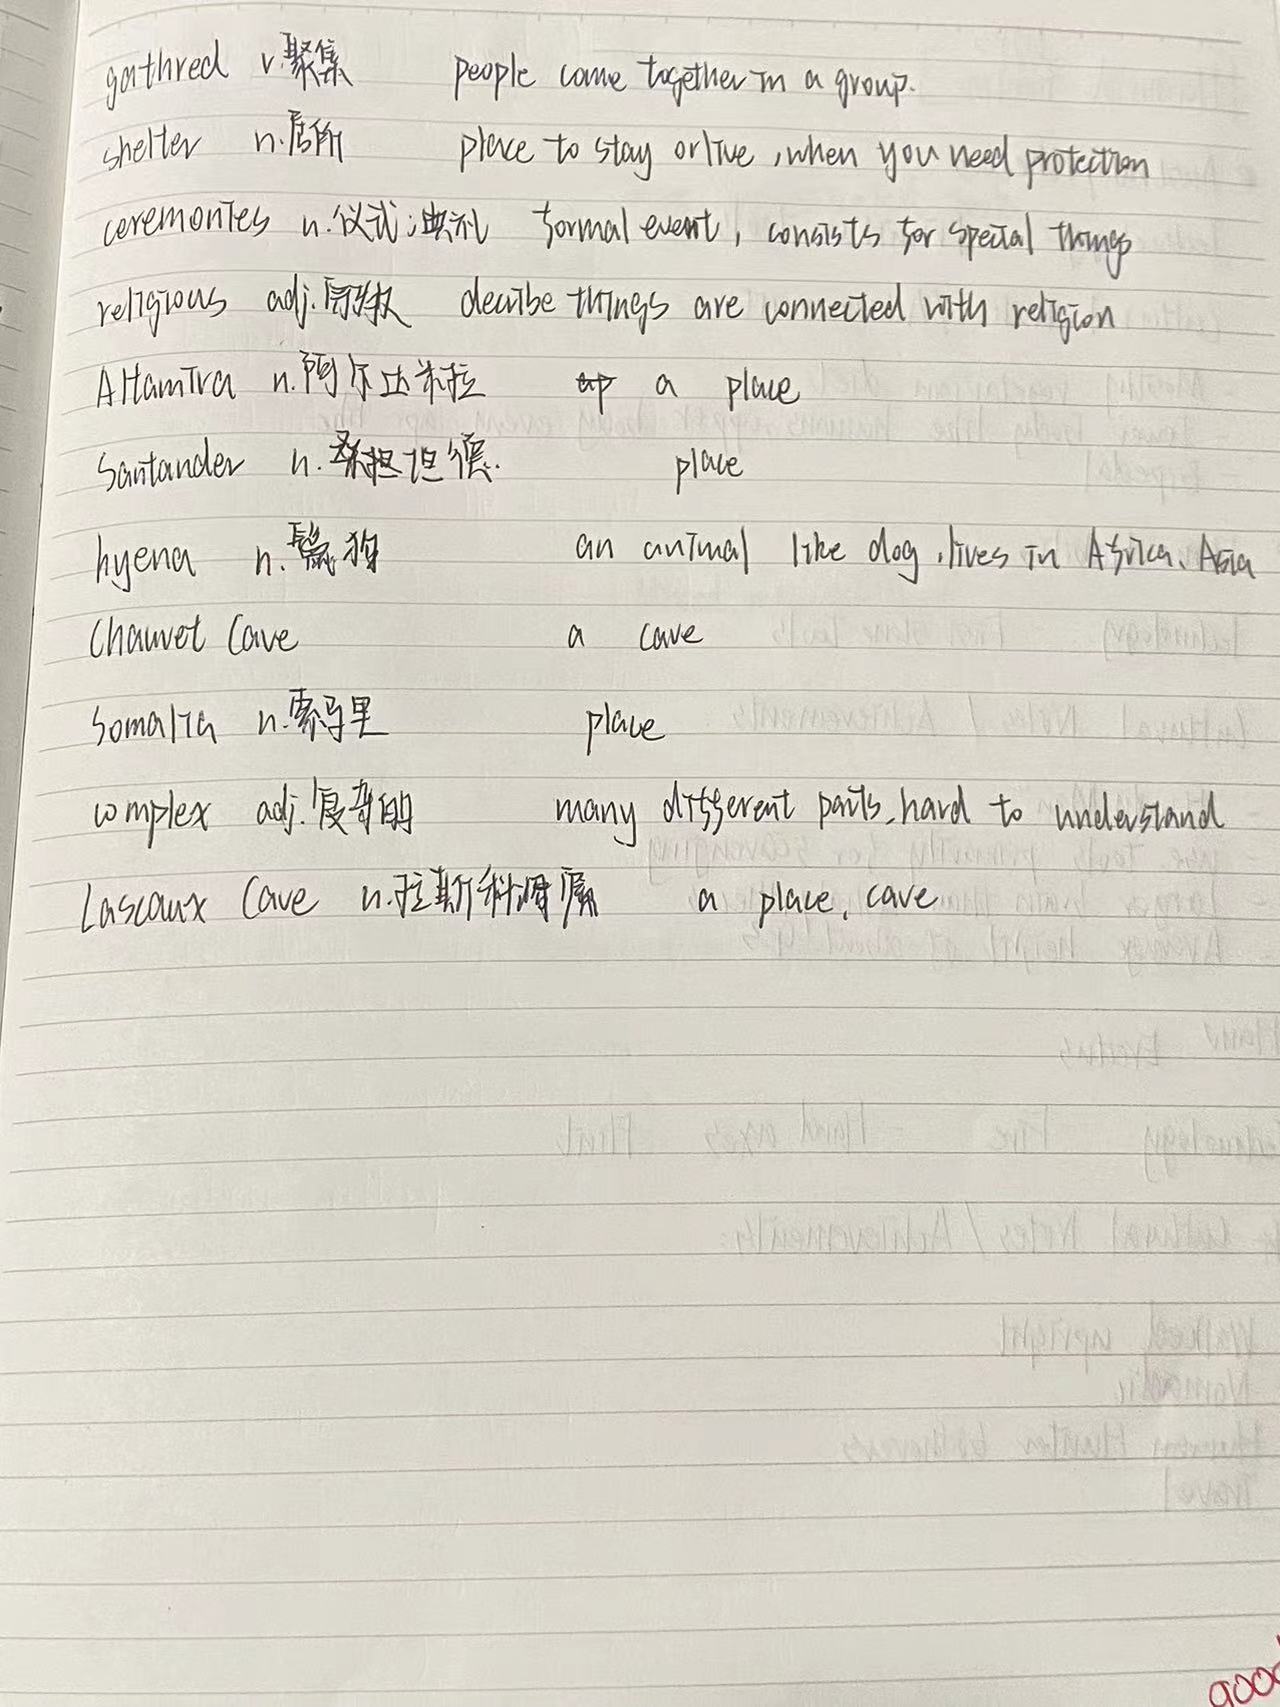 gathred v.聚集 people come together in a group.
shelter n.居所 place to stay or live, when you need protection
ceremonies n.仪式;典礼 formal event, consists for special things
religious adj.宗教 decribe things are connected with religion
Altamira n.阿尔达米拉 a place
Santander n.桑坦德. place
hyena n.鬣狗 an animal like dog, lives in Africa、Asia
Chauvet Cave a cave
Somalia n.索马里 place
complex adj.复杂的 many different parts, hard to understand
Lascaux Cave n.拉斯科洞窟 a place, cave
good